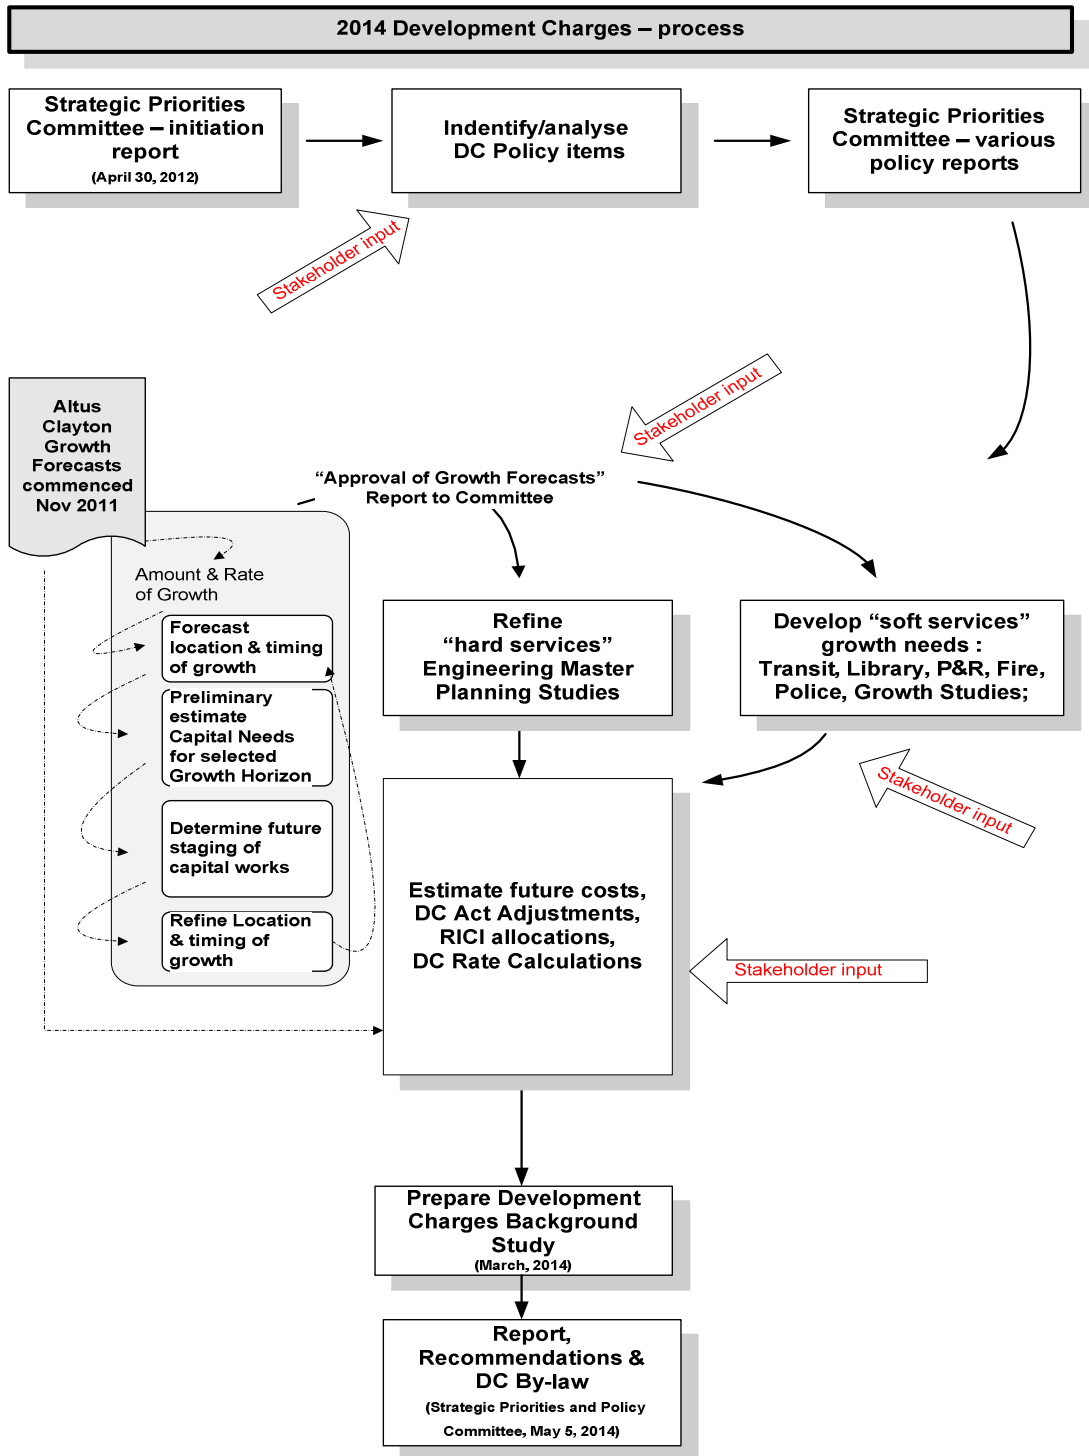 2014 Development Charges – process
Strategic Priorities
Committee – initiation
report
(April 30, 2012)
Indentify/analyse
DC Policy items
Strategic Priorities
Committee – various
policy reports
Stakeholder input
Stakeholder input
Altus
Clayton
Growth
Forecasts
commenced
Nov 2011
“Approval of Growth Forecasts”
Report to Committee
Amount & Rate
of Growth
Forecast
location & timing
of growth
Preliminary
estimate
Capital Needs
for selected
Growth Horizon
Determine future
staging of
capital works
Refine Location
& timing of
growth
Refine
“hard services”
Engineering Master
Planning Studies
Develop “soft services”
growth needs :
Transit, Library, P&R, Fire,
Police, Growth Studies;
Stakeholder input
Estimate future costs,
DC Act Adjustments,
RICI allocations,
DC Rate Calculations
Stakeholder input
Prepare Development
Charges Background
Study
(March, 2014)
Report,
Recommendations &
DC By-law
(Strategic Priorities and Policy
Committee, May 5, 2014)